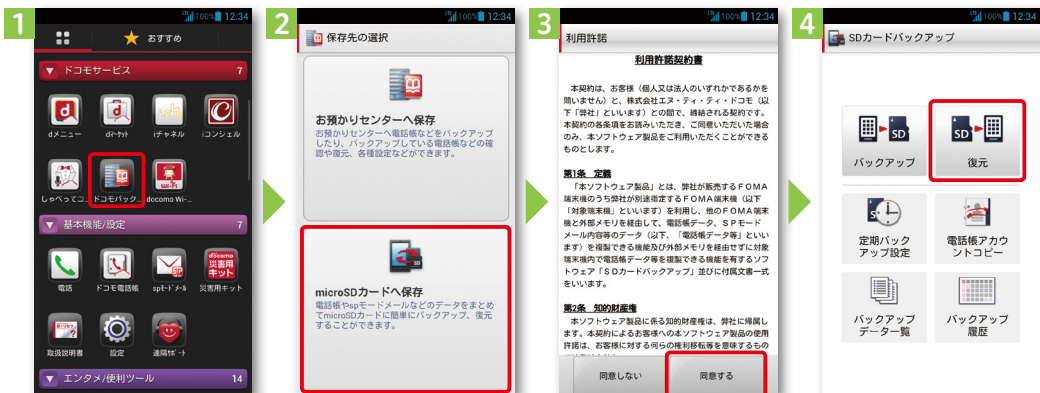 1
LTE 100% 12:34
おすすめ
ドコモサービス 7
dメニュー
dマーケット
iチャネル
iコンシェル
しゃべってコ...
ドコモバック...
docomo Wi-...
基本機能/設定 7
電話
ドコモ電話帳
spモードメール
災害用キット
取扱説明書
設定
遠隔サポート
エンタメ/便利ツール 14
2
LTE 100% 12:34
保存先の選択
お預かりセンターへ保存
お預かりセンターへ電話帳などをバックアップ
したり、バックアップしている電話帳などの確
認や復元、各種設定などができます。
microSDカードへ保存
電話帳やspモードメールなどのデータをまとめ
てmicroSDカードに簡単にバックアップ、復元
することができます。
3
LTE 100% 12:34
利用許諾
利用許諾契約書
本契約は、お客様（個人又は法人のいずれかであるかを
問いません）と、株式会社エヌ・ティ・ティ・ドコモ（以
下「弊社」といいます）との間で、締結される契約です。
本契約の各条項をお読みいただき、ご同意いただいた場合
のみ、本ソフトウェア製品をご利用いただくことができる
ものとします。
第1条 定義
「本ソフトウェア製品」とは、弊社が販売するＦＯＭＡ
端末機のうち弊社が別途指定するＦＯＭＡ端末機（以下
「対象端末機」といいます）を利用し、他のＦＯＭＡ端末
機と外部メモリを経由して、電話帳データ、ＳＰモード
メール内容等のデータ（以下、「電話帳データ等」といい
ます）を複製できる機能及び外部メモリを経由せずに対象
端末機内で電話帳データ等を複製できる機能を有するソフ
トウェア「ＳＤカードバックアップ」並びに付属文書一式
をいいます。
第2条 知的財産権
本ソフトウェア製品に係る知的財産権は、弊社に帰属し
ます。本契約によるお客様への本ソフトウェア製品の使用
許諾は、お客様に対する何らの権利移転等を意味するもの
同意しない
同意する
4
LTE 100% 12:34
SDカードバックアップ
SD
バックアップ
SD
復元
定期バック
アップ設定
電話帳アカウ
ントコピー
バックアップ
データ一覧
バックアップ
履歴